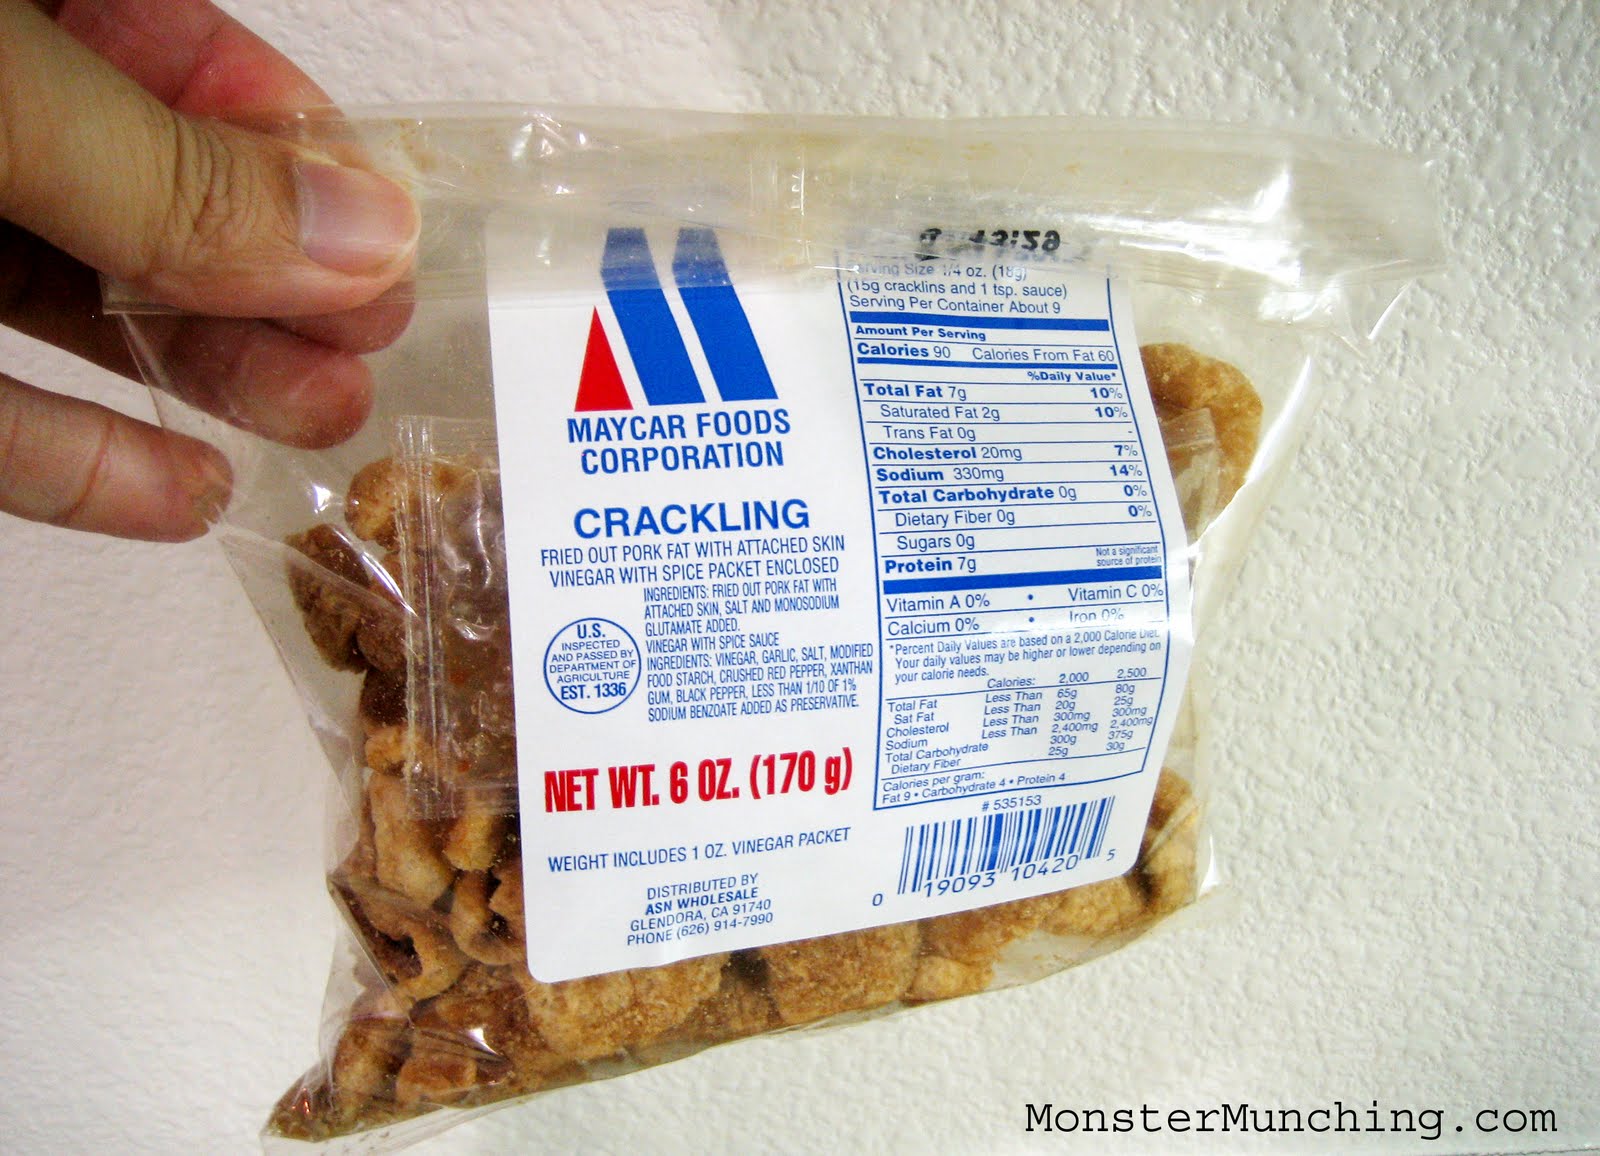 MAYCAR FOODS
CORPORATION
CRACKLING
FRIED OUT PORK FAT WITH ATTACHED SKIN
VINEGAR WITH SPICE PACKET ENCLOSED
INGREDIENTS: FRIED OUT PORK FAT WITH
ATTACHED SKIN, SALT AND MONOSODIUM
GLUTAMATE ADDED.
VINEGAR WITH SPICE SAUCE
INGREDIENTS: VINEGAR, GARLIC, SALT, MODIFIED
FOOD STARCH, CRUSHED RED PEPPER, XANTHAN
GUM, BLACK PEPPER, LESS THAN 1/10 OF 1%
SODIUM BENZOATE ADDED AS PRESERVATIVE.
U.S.
INSPECTED
AND PASSED BY
DEPARTMENT OF
AGRICULTURE
EST. 1336
NET WT. 6 OZ. (170 g)
WEIGHT INCLUDES 1 OZ. VINEGAR PACKET
DISTRIBUTED BY
ASN WHOLESALE
GLENDORA, CA 91740
PHONE (626) 914-7990
Serving Size 1/4 oz. (18g)
(15g cracklins and 1 tsp. sauce)
Serving Per Container About 9
Amount Per Serving
Calories 90 Calories From Fat 60
%Daily Value*
Total Fat 7g 10%
Saturated Fat 2g 10%
Trans Fat 0g -
Cholesterol 20mg 7%
Sodium 330mg 14%
Total Carbohydrate 0g 0%
Dietary Fiber 0g 0%
Sugars 0g
Protein 7g Not a significant
source of protein
Vitamin A 0% • Vitamin C 0%
Calcium 0% • Iron 0%
*Percent Daily Values are based on a 2,000 Calorie Diet.
Your daily values may be higher or lower depending on
your calorie needs.
Calories: 2,000 2,500
Total Fat Less Than 65g 80g
Sat Fat Less Than 20g 25g
Cholesterol Less Than 300mg 300mg
Sodium Less Than 2,400mg 2,400mg
Total Carbohydrate 300g 375g
Dietary Fiber 25g 30g
Calories per gram:
Fat 9 • Carbohydrate 4 • Protein 4
# 535153
0 19093 10420 5
MonsterMunching.com